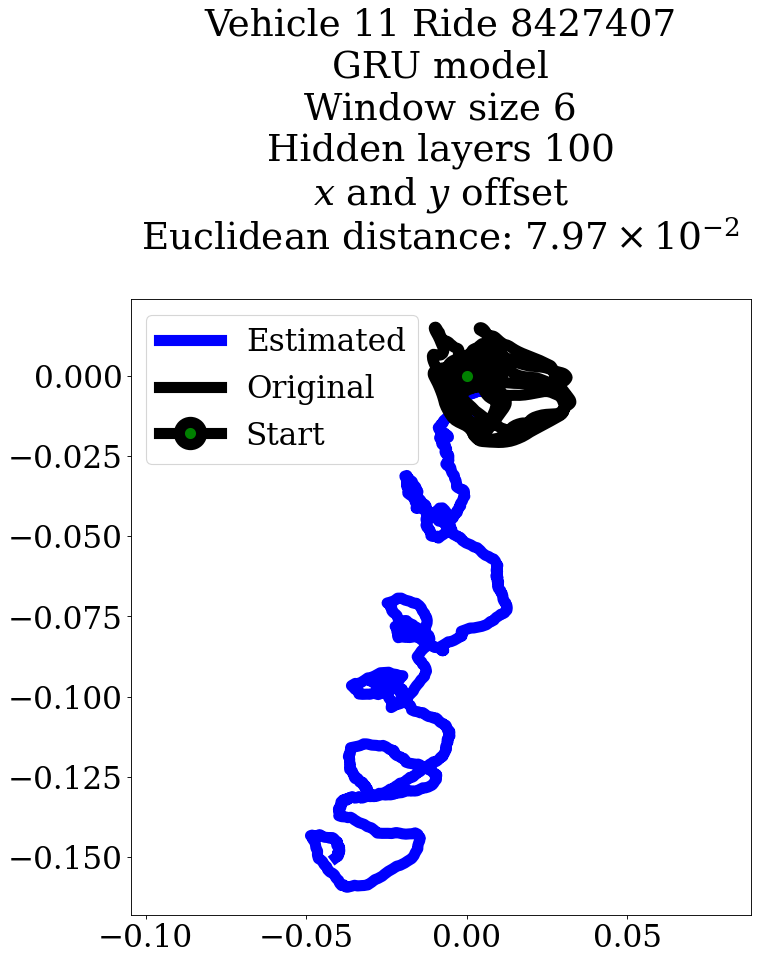 Vehicle 11 Ride 8427407
GRU model
Window size 6
Hidden layers 100
x and y offset
Euclidean distance: 7.97 × 10⁻²
Estimated
Original
Start
0.000
−0.025
−0.050
−0.075
−0.100
−0.125
−0.150
−0.10
−0.05
0.00
0.05